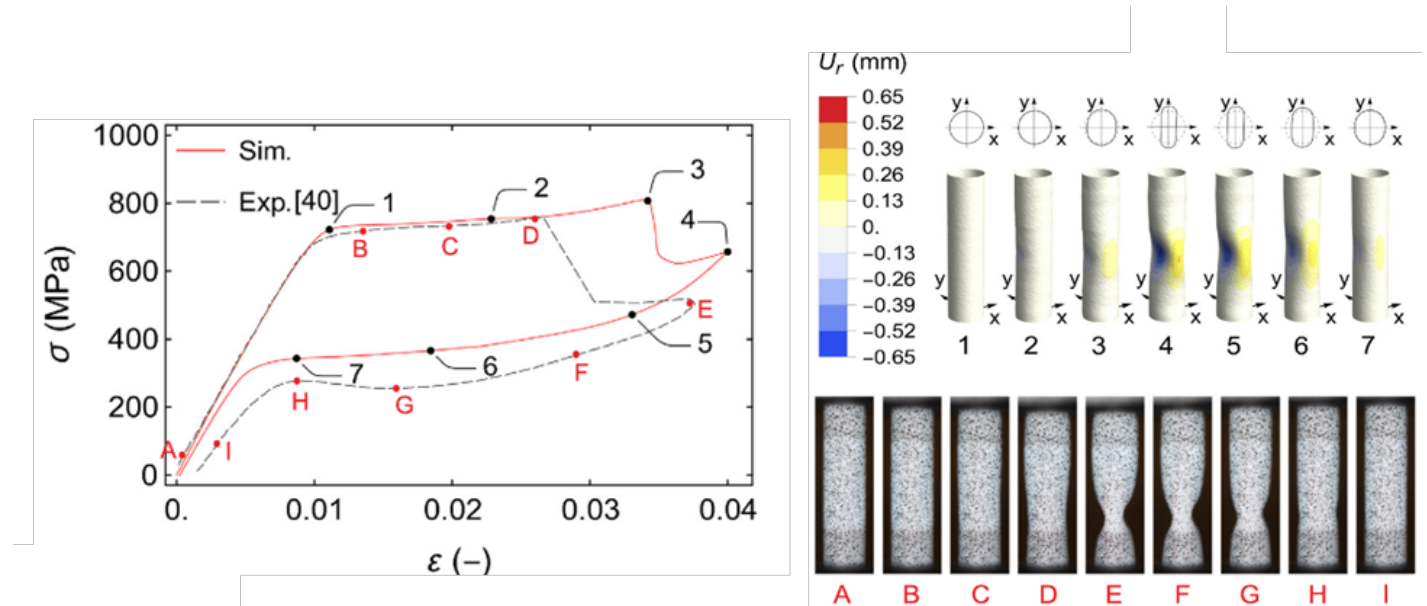 1000
800
600
400
200
0
σ (MPa)
Sim.
Exp.[40]
1
2
3
4
5
6
7
A
B
C
D
E
F
G
H
I
0.
0.01
0.02
0.03
0.04
ε (−)
Ur (mm)
0.65
0.52
0.39
0.26
0.13
0.
−0.13
−0.26
−0.39
−0.52
−0.65
y y y y y y y
x x x x x x x
y y y y y y y
x x x x x x x
1 2 3 4 5 6 7
A B C D E F G H I